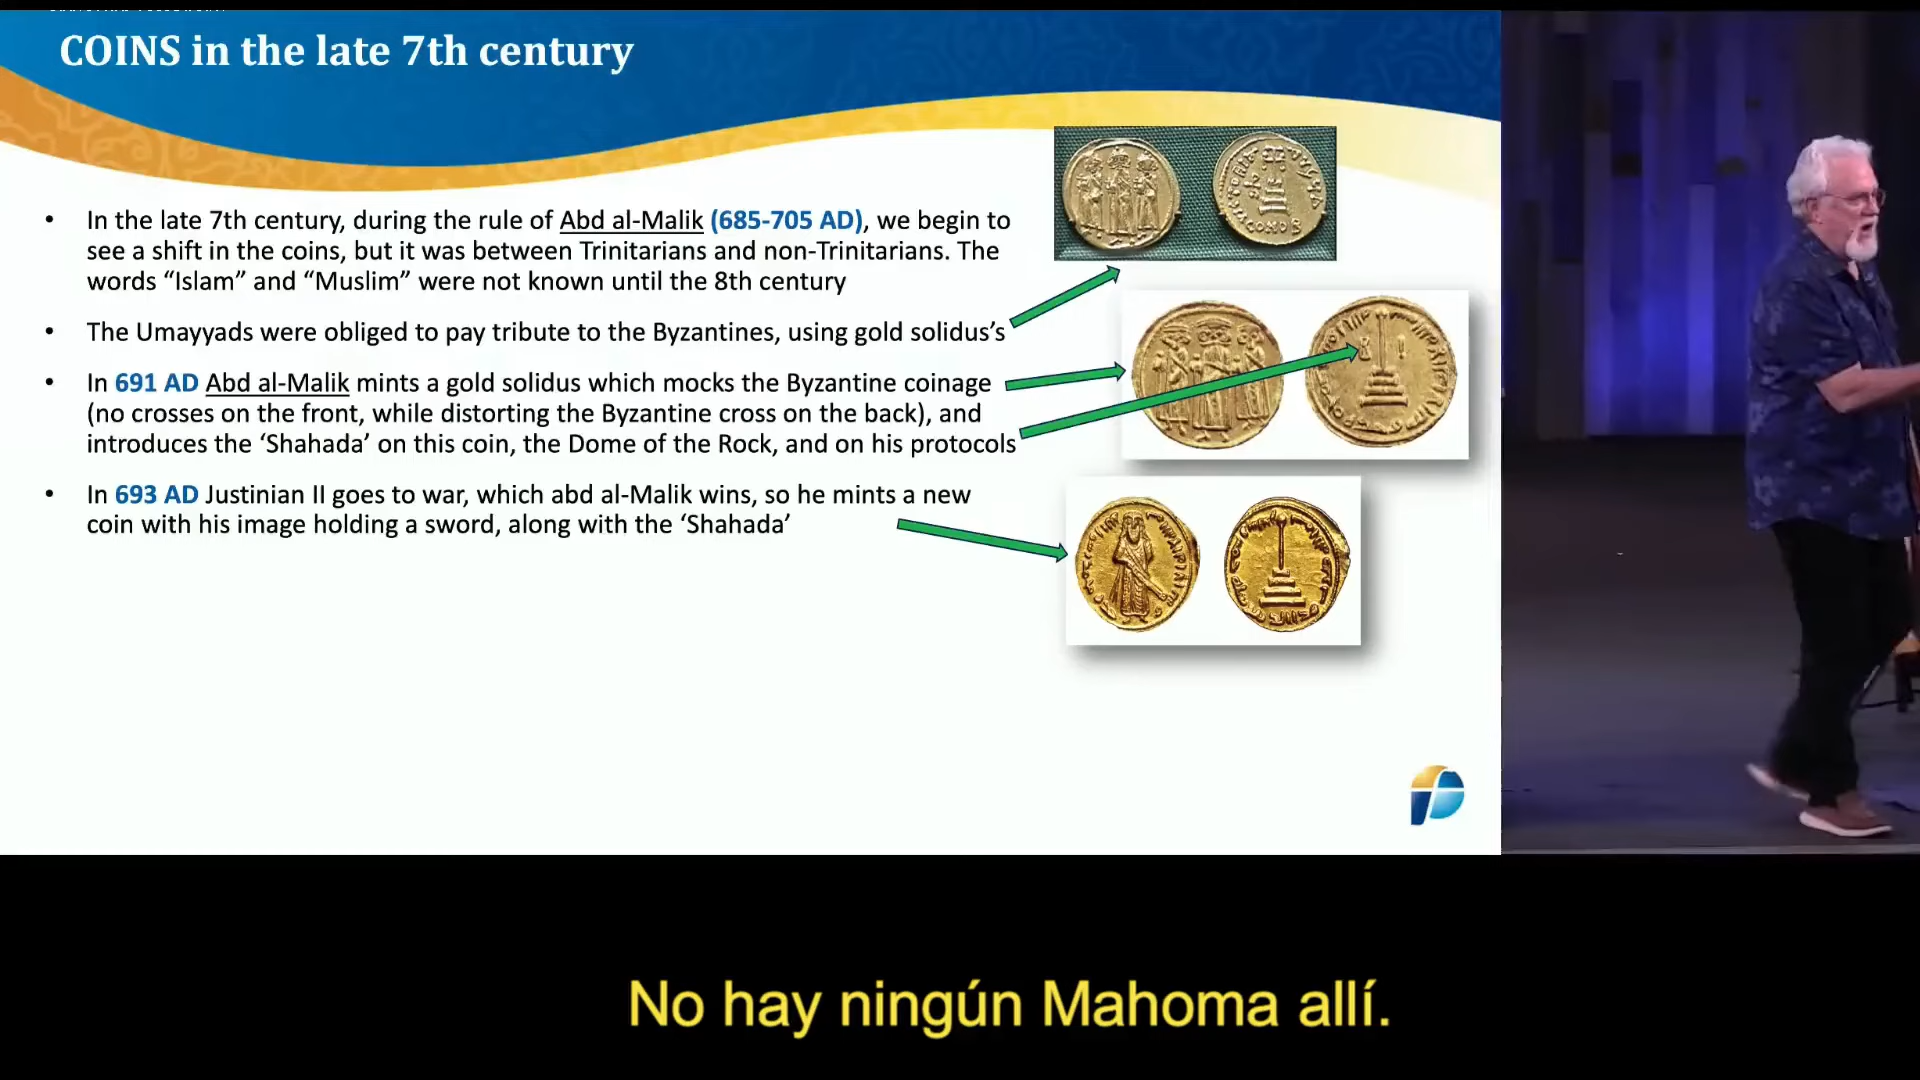 COINS in the late 7th century
• In the late 7th century, during the rule of Abd al-Malik (685-705 AD), we begin to
see a shift in the coins, but it was between Trinitarians and non-Trinitarians. The
words “Islam” and “Muslim” were not known until the 8th century
• The Umayyads were obliged to pay tribute to the Byzantines, using gold solidus’s
• In 691 AD Abd al-Malik mints a gold solidus which mocks the Byzantine coinage
(no crosses on the front, while distorting the Byzantine cross on the back), and
introduces the ‘Shahada’ on this coin, the Dome of the Rock, and on his protocols
• In 693 AD Justinian II goes to war, which abd al-Malik wins, so he mints a new
coin with his image holding a sword, along with the ‘Shahada’
No hay ningún Mahoma allí.